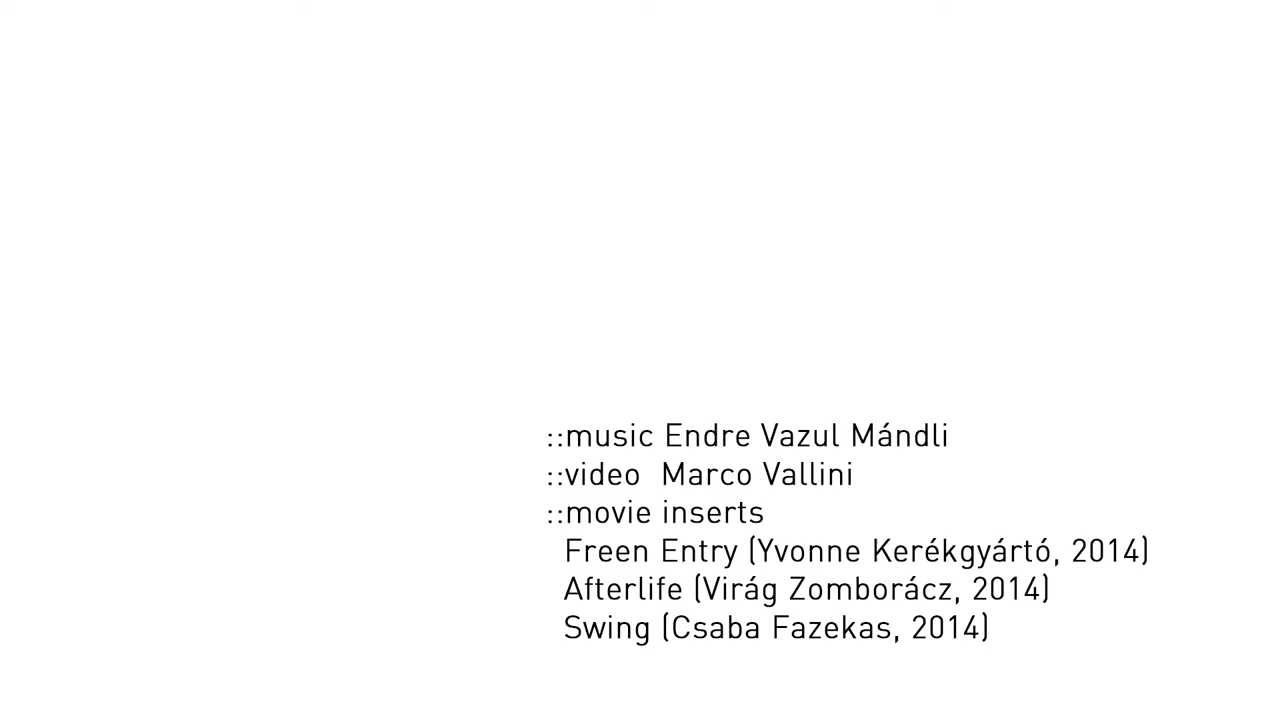 ::music Endre Vazul Mándli
::video  Marco Vallini
::movie inserts
Freen Entry (Yvonne Kerékgyártó, 2014)
Afterlife (Virág Zomborácz, 2014)
Swing (Csaba Fazekas, 2014)